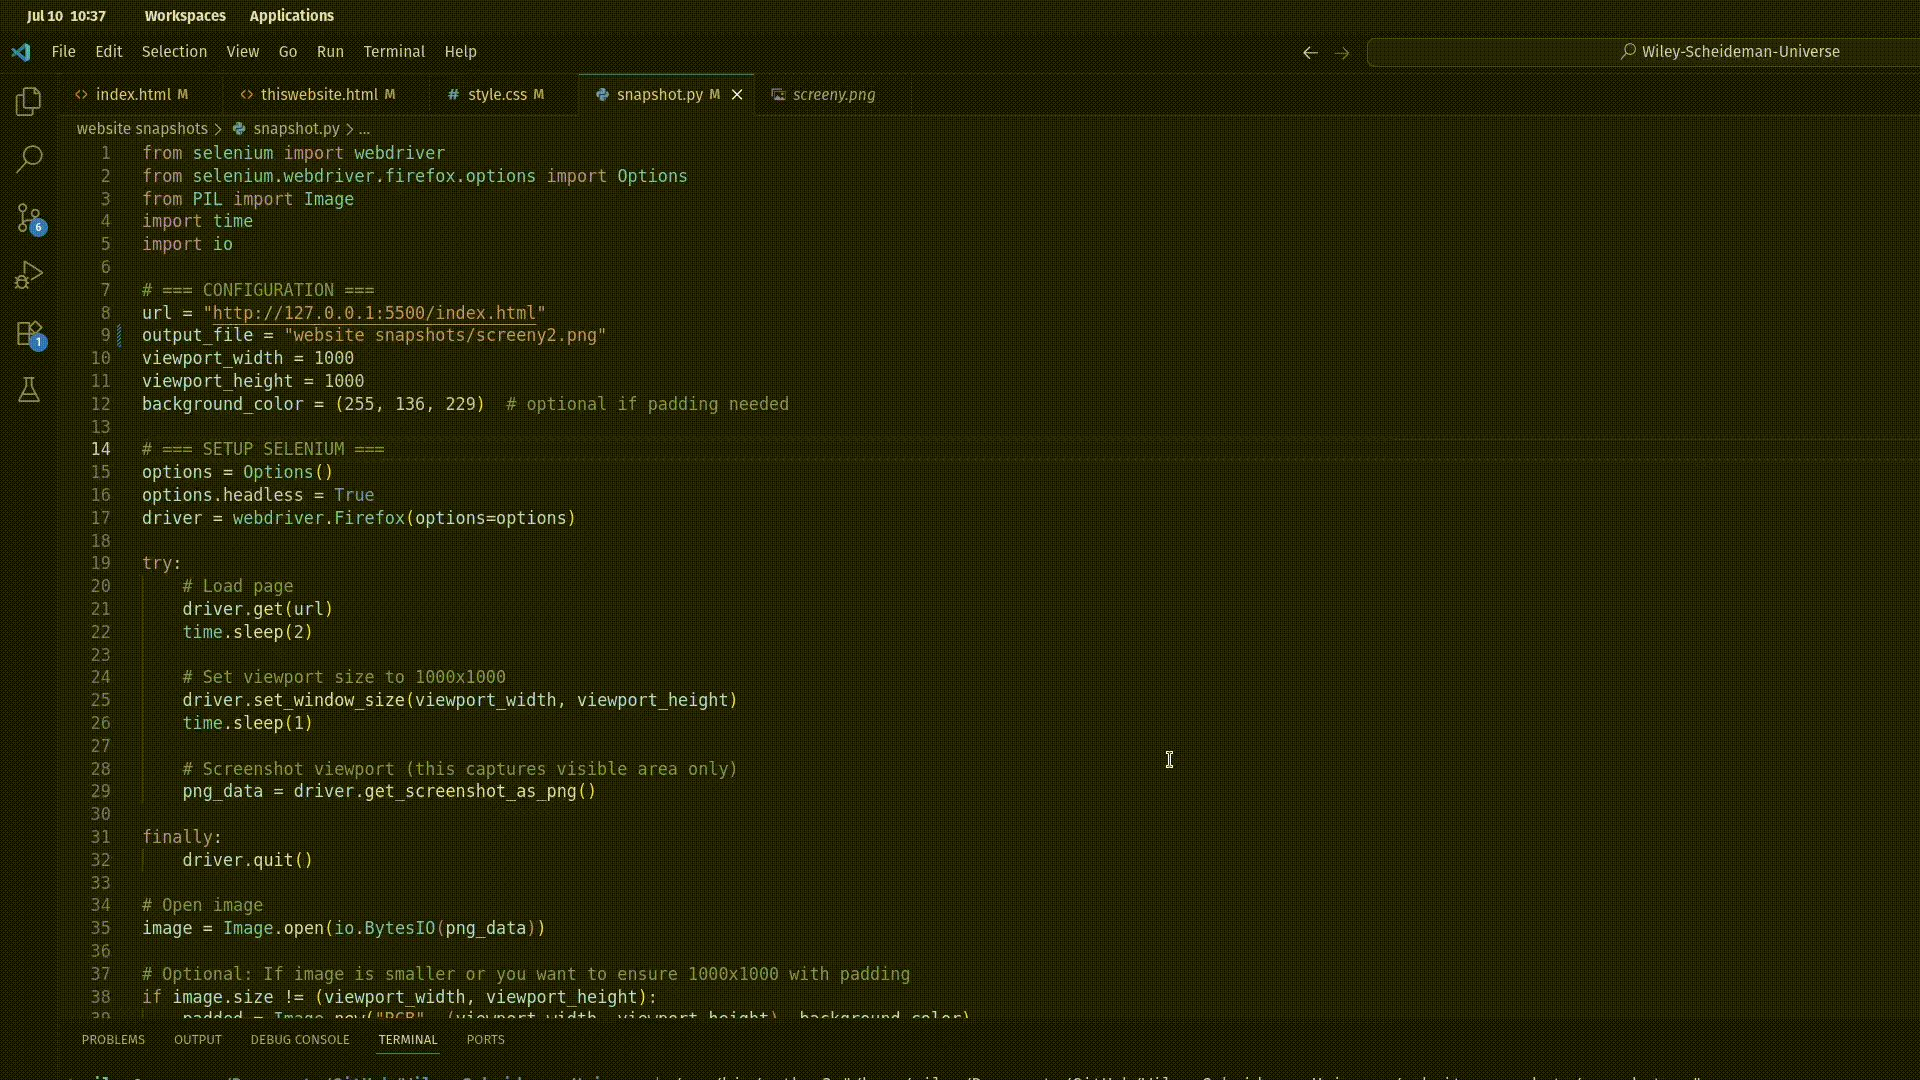 Jul 10 10:37 Workspaces Applications
File Edit Selection View Go Run Terminal Help Wiley-Scheideman-Universe
index.html M thiswebsite.html M style.css M snapshot.py M screeny.png
website snapshots > snapshot.py > ...
1 from selenium import webdriver
2 from selenium.webdriver.firefox.options import Options
3 from PIL import Image
4 import time
5 import io
6
7 # === CONFIGURATION ===
8 url = "http://127.0.0.1:5500/index.html"
9 output_file = "website snapshots/screeny2.png"
10 viewport_width = 1000
11 viewport_height = 1000
12 background_color = (255, 136, 229)  # optional if padding needed
13
14 # === SETUP SELENIUM ===
15 options = Options()
16 options.headless = True
17 driver = webdriver.Firefox(options=options)
18
19 try:
20     # Load page
21     driver.get(url)
22     time.sleep(2)
23
24     # Set viewport size to 1000x1000
25     driver.set_window_size(viewport_width, viewport_height)
26     time.sleep(1)
27
28     # Screenshot viewport (this captures visible area only)
29     png_data = driver.get_screenshot_as_png()
30
31 finally:
32     driver.quit()
33
34 # Open image
35 image = Image.open(io.BytesIO(png_data))
36
37 # Optional: If image is smaller or you want to ensure 1000x1000 with padding
38 if image.size != (viewport_width, viewport_height):
39     padded = Image.new("RGB", (viewport_width, viewport_height), background_color)
6
1
PROBLEMS OUTPUT DEBUG CONSOLE TERMINAL PORTS